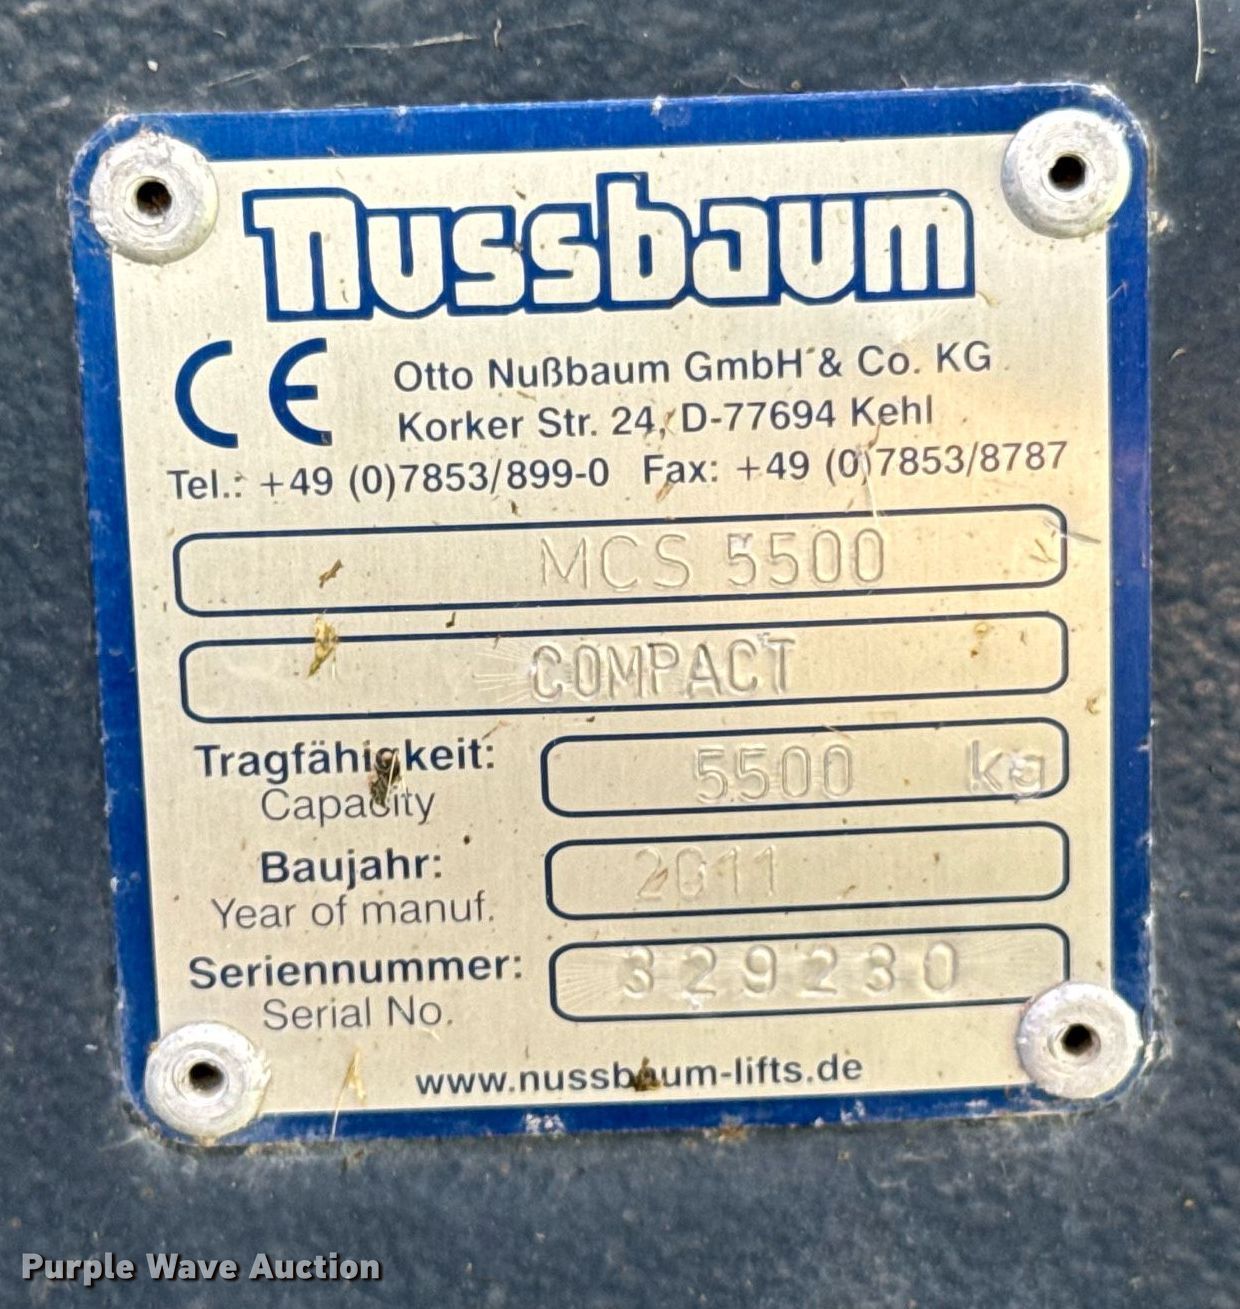 nussbaum
CE Otto Nußbaum GmbH & Co. KG
Korker Str. 24, D-77694 Kehl
Tel.: +49 (0)7853/899-0 Fax: +49 (0)7853/8787
MCS 5500
COMPACT
Tragfähigkeit: 5500 kg
Capacity
Baujahr: 2011
Year of manuf.
Seriennummer: 329230
Serial No.
www.nussbaum-lifts.de
Purple Wave Auction